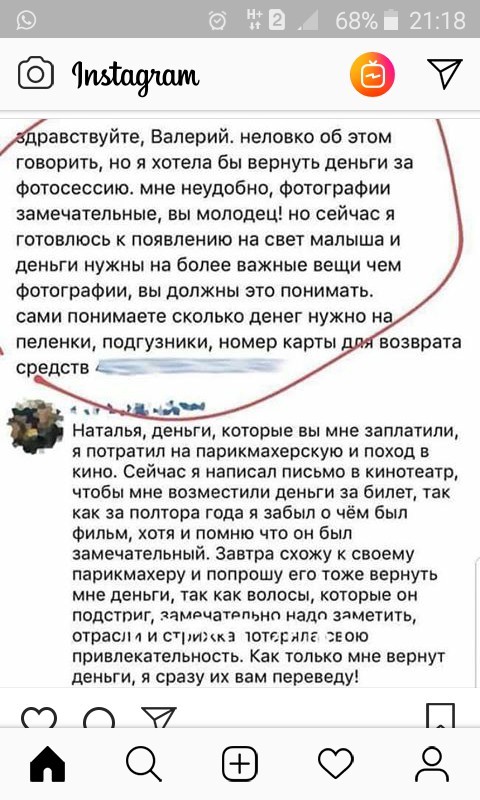 H+ 2 68% 21:18
Instagram
здравствуйте, Валерий. неловко об этом
говорить, но я хотела бы вернуть деньги за
фотосессию. мне неудобно, фотографии
замечательные, вы молодец! но сейчас я
готовлюсь к появлению на свет малыша и
деньги нужны на более важные вещи чем
фотографии, вы должны это понимать.
сами понимаете сколько денег нужно на
пеленки, подгузники, номер карты для возврата
средств
Наталья, деньги, которые вы мне заплатили,
я потратил на парикмахерскую и поход в
кино. Сейчас я написал письмо в кинотеатр,
чтобы мне возместили деньги за билет, так
как за полтора года я забыл о чём был
фильм, хотя и помню что он был
замечательный. Завтра схожу к своему
парикмахеру и попрошу его тоже вернуть
мне деньги, так как волосы, которые он
подстриг, замечательно надо заметить,
отрасли и стрижка потеряла свою
привлекательность. Как только мне вернут
деньги, я сразу их вам переведу!